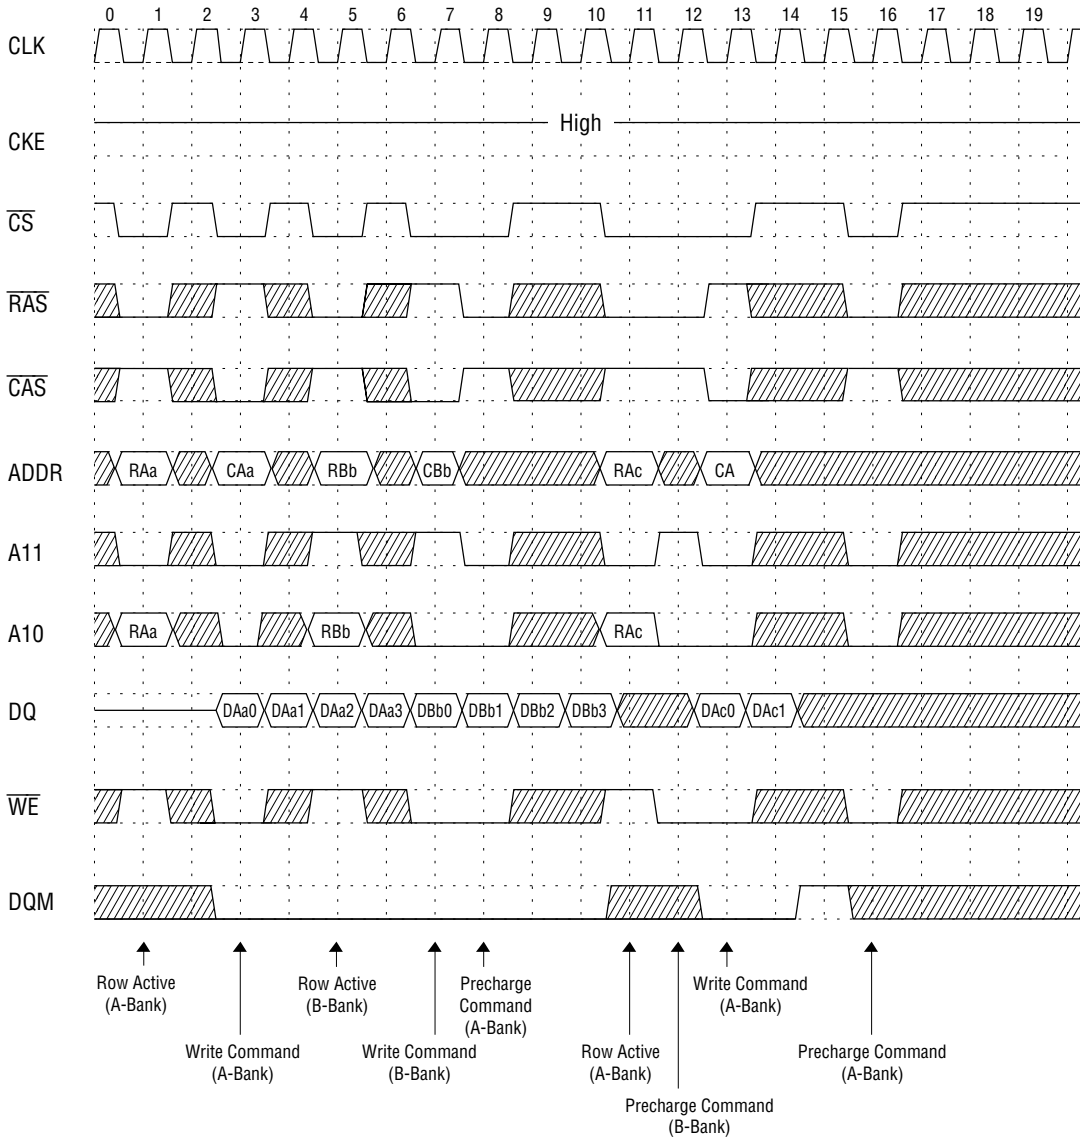 0 1 2 3 4 5 6 7 8 9 10 11 12 13 14 15 16 17 18 19
CLK
High
CKE
CS
RAS
CAS
ADDR RAa CAa RBb CBb RAc CA
A11
A10 RAa RBb RAc
DQ DAa0 DAa1 DAa2 DAa3 DBb0 DBb1 DBb2 DBb3 DAc0 DAc1
WE
DQM
Row Active
(A-Bank)
Row Active
(B-Bank)
Precharge
Command
(A-Bank)
Write Command
(A-Bank)
Write Command
(A-Bank)
Write Command
(B-Bank)
Row Active
(A-Bank)
Precharge Command
(A-Bank)
Precharge Command
(B-Bank)